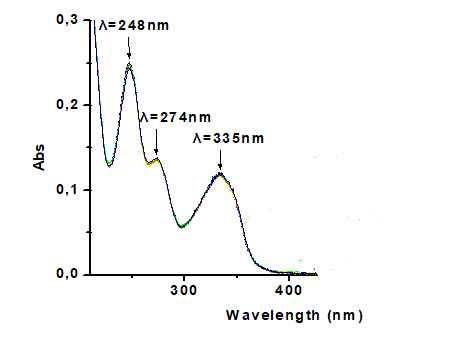 0,3
λ=248nm
0,2
λ=274nm
λ=335nm
Abs
0,1
0,0
300
400
Wavelength (nm)